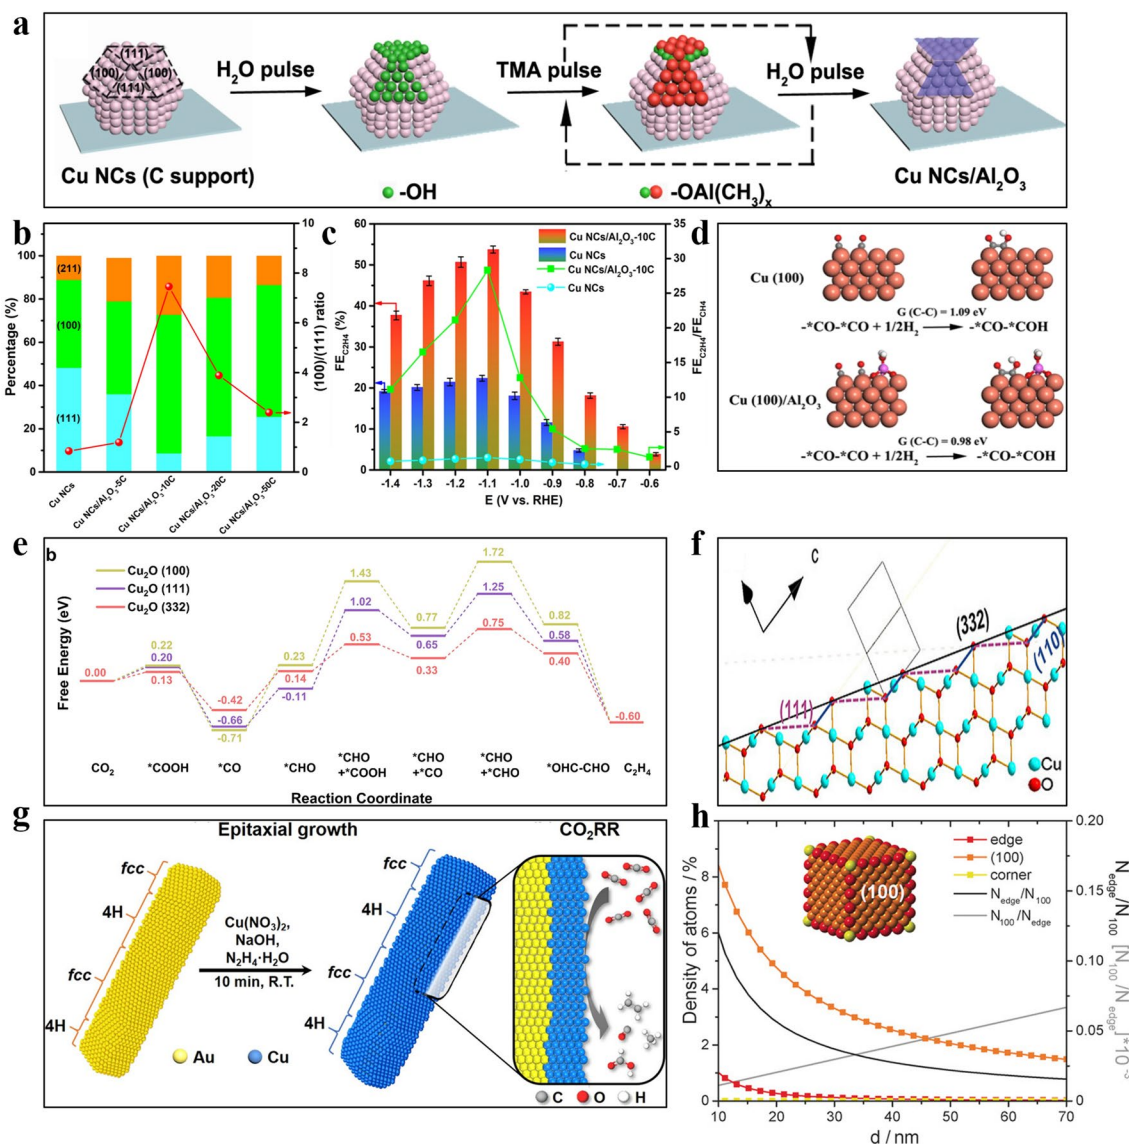 a
(111)
(100)
(100)
(111)
H₂O pulse
TMA pulse
H₂O pulse
Cu NCs (C support)
-OH
-OAl(CH₃)ₓ
Cu NCs/Al₂O₃
b
Percentage (%)
100
80
60
40
20
0
(211)
(100)
(111)
10
8
6
4
2
0
(100)/(111) ratio
Cu NCs
Cu NCs/Al₂O₃-5C
Cu NCs/Al₂O₃-10C
Cu NCs/Al₂O₃-20C
Cu NCs/Al₂O₃-50C
c
FE_C2H4 (%)
60
50
40
30
20
10
0
Cu NCs/Al₂O₃-10C
Cu NCs
Cu NCs/Al₂O₃-10C
Cu NCs
35
30
25
20
15
10
5
0
FE_C2H4/FE_CH4
-1.4 -1.3 -1.2 -1.1 -1.0 -0.9 -0.8 -0.7 -0.6
E (V vs. RHE)
d
Cu (100)
G (C-C) = 1.09 eV
-*CO-*CO + 1/2H₂ -*CO-*COH
Cu (100)/Al₂O₃
G (C-C) = 0.98 eV
-*CO-*CO + 1/2H₂ -*CO-*COH
e
b
Cu₂O (100)
Cu₂O (111)
Cu₂O (332)
Free Energy (eV)
0.00
0.22
0.20
0.13
-0.42
-0.66
-0.71
0.23
0.14
-0.11
1.43
1.02
0.53
0.77
0.65
0.33
1.72
1.25
0.75
0.82
0.58
0.40
-0.60
CO₂ *COOH *CO *CHO *CHO +*COOH *CHO +*CO *CHO +*CHO *OHC-CHO C₂H₄
Reaction Coordinate
f
C
(332)
(110)
(111)
Cu
O
g
Epitaxial growth
CO₂RR
fcc
4H
fcc
4H
Cu(NO₃)₂,
NaOH,
N₂H₄·H₂O
10 min, R.T.
fcc
4H
fcc
4H
Au
Cu
C
O
H
h
Density of atoms / %
8
6
4
2
0
(100)
edge
(100)
corner
N_edge/N_100
N_100/N_edge
0.20
0.15
0.10
0.05
0
N_edge/N_100 [N_100/N_edge]*10⁻³
10 20 30 40 50 60 70
d / nm